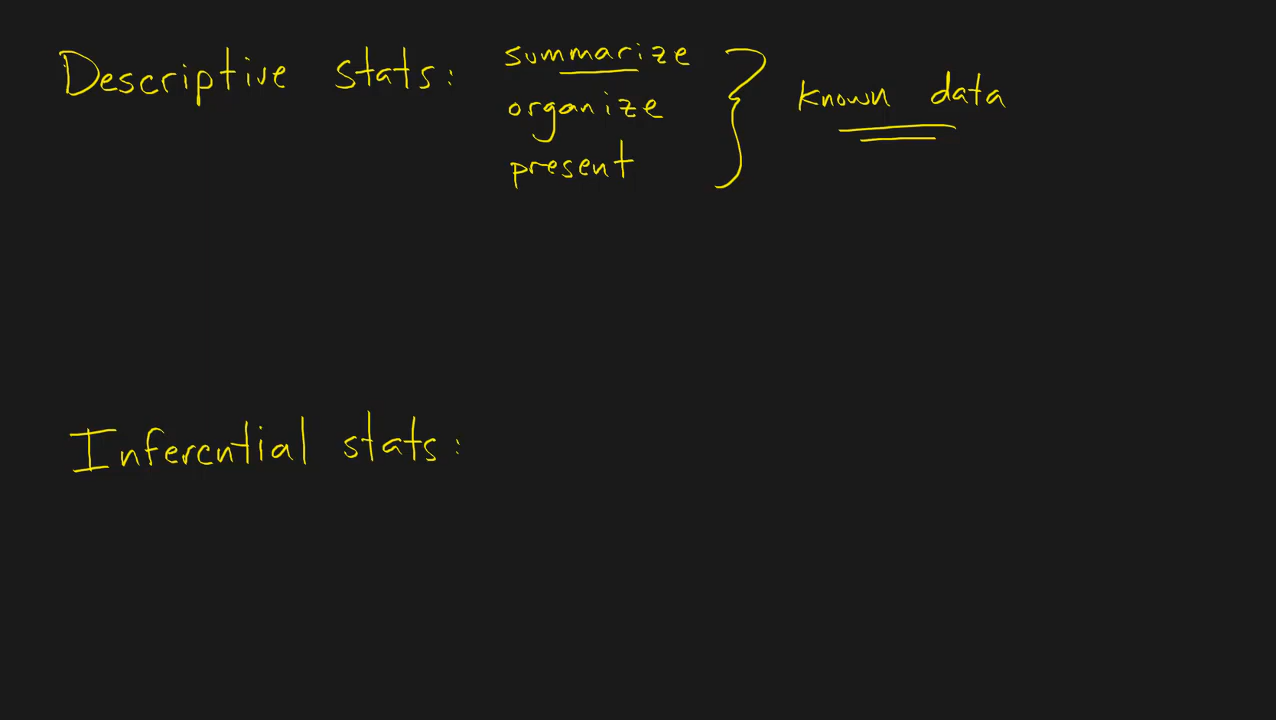 Descriptive stats:
summarize
organize
present
known data
Inferential stats: